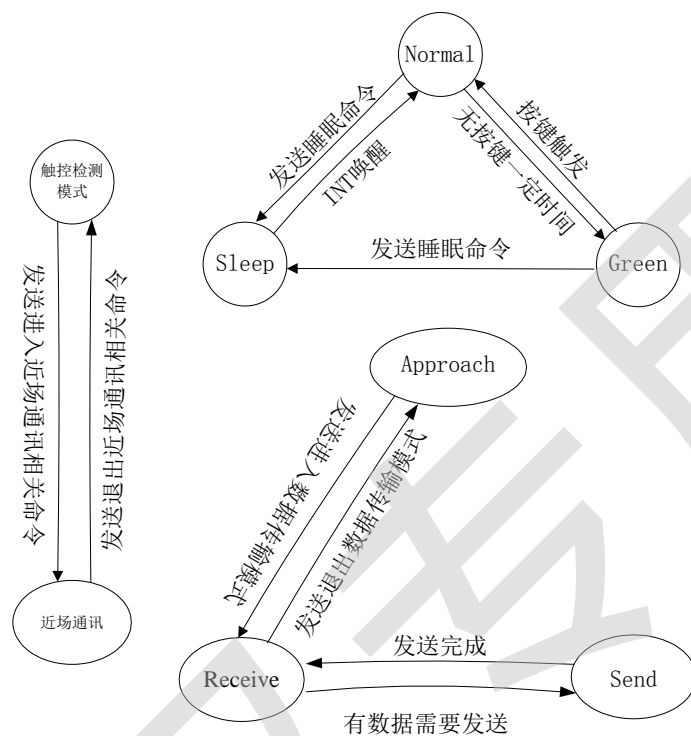 Normal
发送睡眠命令
INT唤醒
按键触发
无按键一定时间
Sleep
发送睡眠命令
Green
触控检测
模式
发送进入近场通讯相关命令
发送退出近场通讯相关命令
近场通讯
Approach
发送进入数据传输模式
发送退出数据传输模式
Receive
发送完成
Send
有数据需要发送